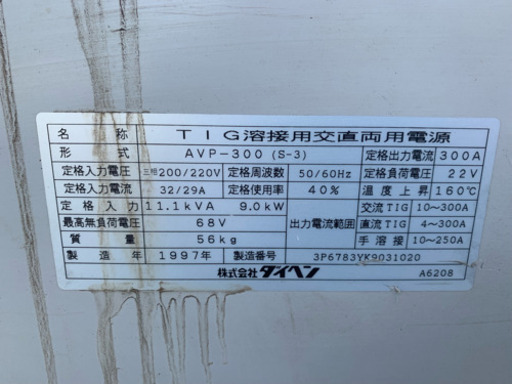 名称 TIG溶接用交直両用電源
形式 AVP-300 (S-3) 定格出力電流 300A
定格入力電圧 三相200/220V 定格周波数 50/60Hz 定格負荷電圧 22V
定格入力電流 32/29A 定格使用率 40% 温度上昇 160℃
定格入力 11.1kVA 9.0kW 出力電流範囲 交流TIG 10~300A
最高無負荷電圧 68V 直流TIG 4~300A
質量 56kg 手溶接 10~250A
製造年 1997年 製造番号 3P6783YK9031020
株式会社ダイヘン A6208